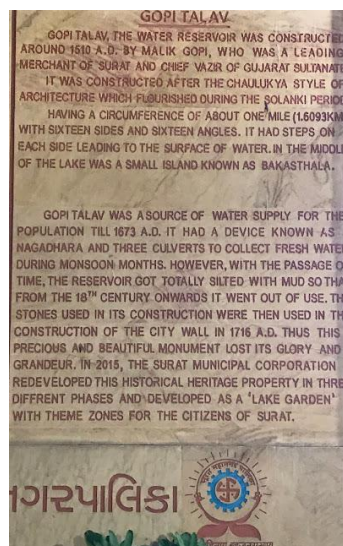 GOPI TALAV
GOPI TALAV, THE WATER RESERVOIR WAS CONSTRUCTED
AROUND 1510 A.D. BY MALIK GOPI, WHO WAS A LEADING
MERCHANT OF SURAT AND CHIEF VAZIR OF GUJARAT SULTANATE
IT WAS CONSTRUCTED AFTER THE CHAULUKYA STYLE OF
ARCHITECTURE WHICH FLOURISHED DURING THE SOLANKI PERIOD
HAVING A CIRCUMFERENCE OF ABOUT ONE MILE (1.6093KM
WITH SIXTEEN SIDES AND SIXTEEN ANGLES. IT HAD STEPS ON
EACH SIDE LEADING TO THE SURFACE OF WATER. IN THE MIDDL
OF THE LAKE WAS A SMALL ISLAND KNOWN AS BAKASTHALA.
GOPI TALAV WAS A SOURCE OF WATER SUPPLY FOR THE
POPULATION TILL 1673 A.D. IT HAD A DEVICE KNOWN AS
NAGADHARA AND THREE CULVERTS TO COLLECT FRESH WATE
DURING MONSOON MONTHS. HOWEVER, WITH THE PASSAGE O
TIME, THE RESERVOIR GOT TOTALLY SILTED WITH MUD SO THA
FROM THE 18TH CENTURY ONWARDS IT WENT OUT OF USE. TH
STONES USED IN ITS CONSTRUCTION WERE THEN USED IN THE
CONSTRUCTION OF THE CITY WALL IN 1716 A.D. THUS THIS
PRECIOUS AND BEAUTIFUL MONUMENT LOST ITS GLORY AND
GRANDEUR. IN 2015, THE SURAT MUNICIPAL CORPORATION
REDEVELOPED THIS HISTORICAL HERITAGE PROPERTY IN THRE
DIFFRENT PHASES AND DEVELOPED AS A 'LAKE GARDEN'
WITH THEME ZONES FOR THE CITIZENS OF SURAT.
નગરપાલિકા